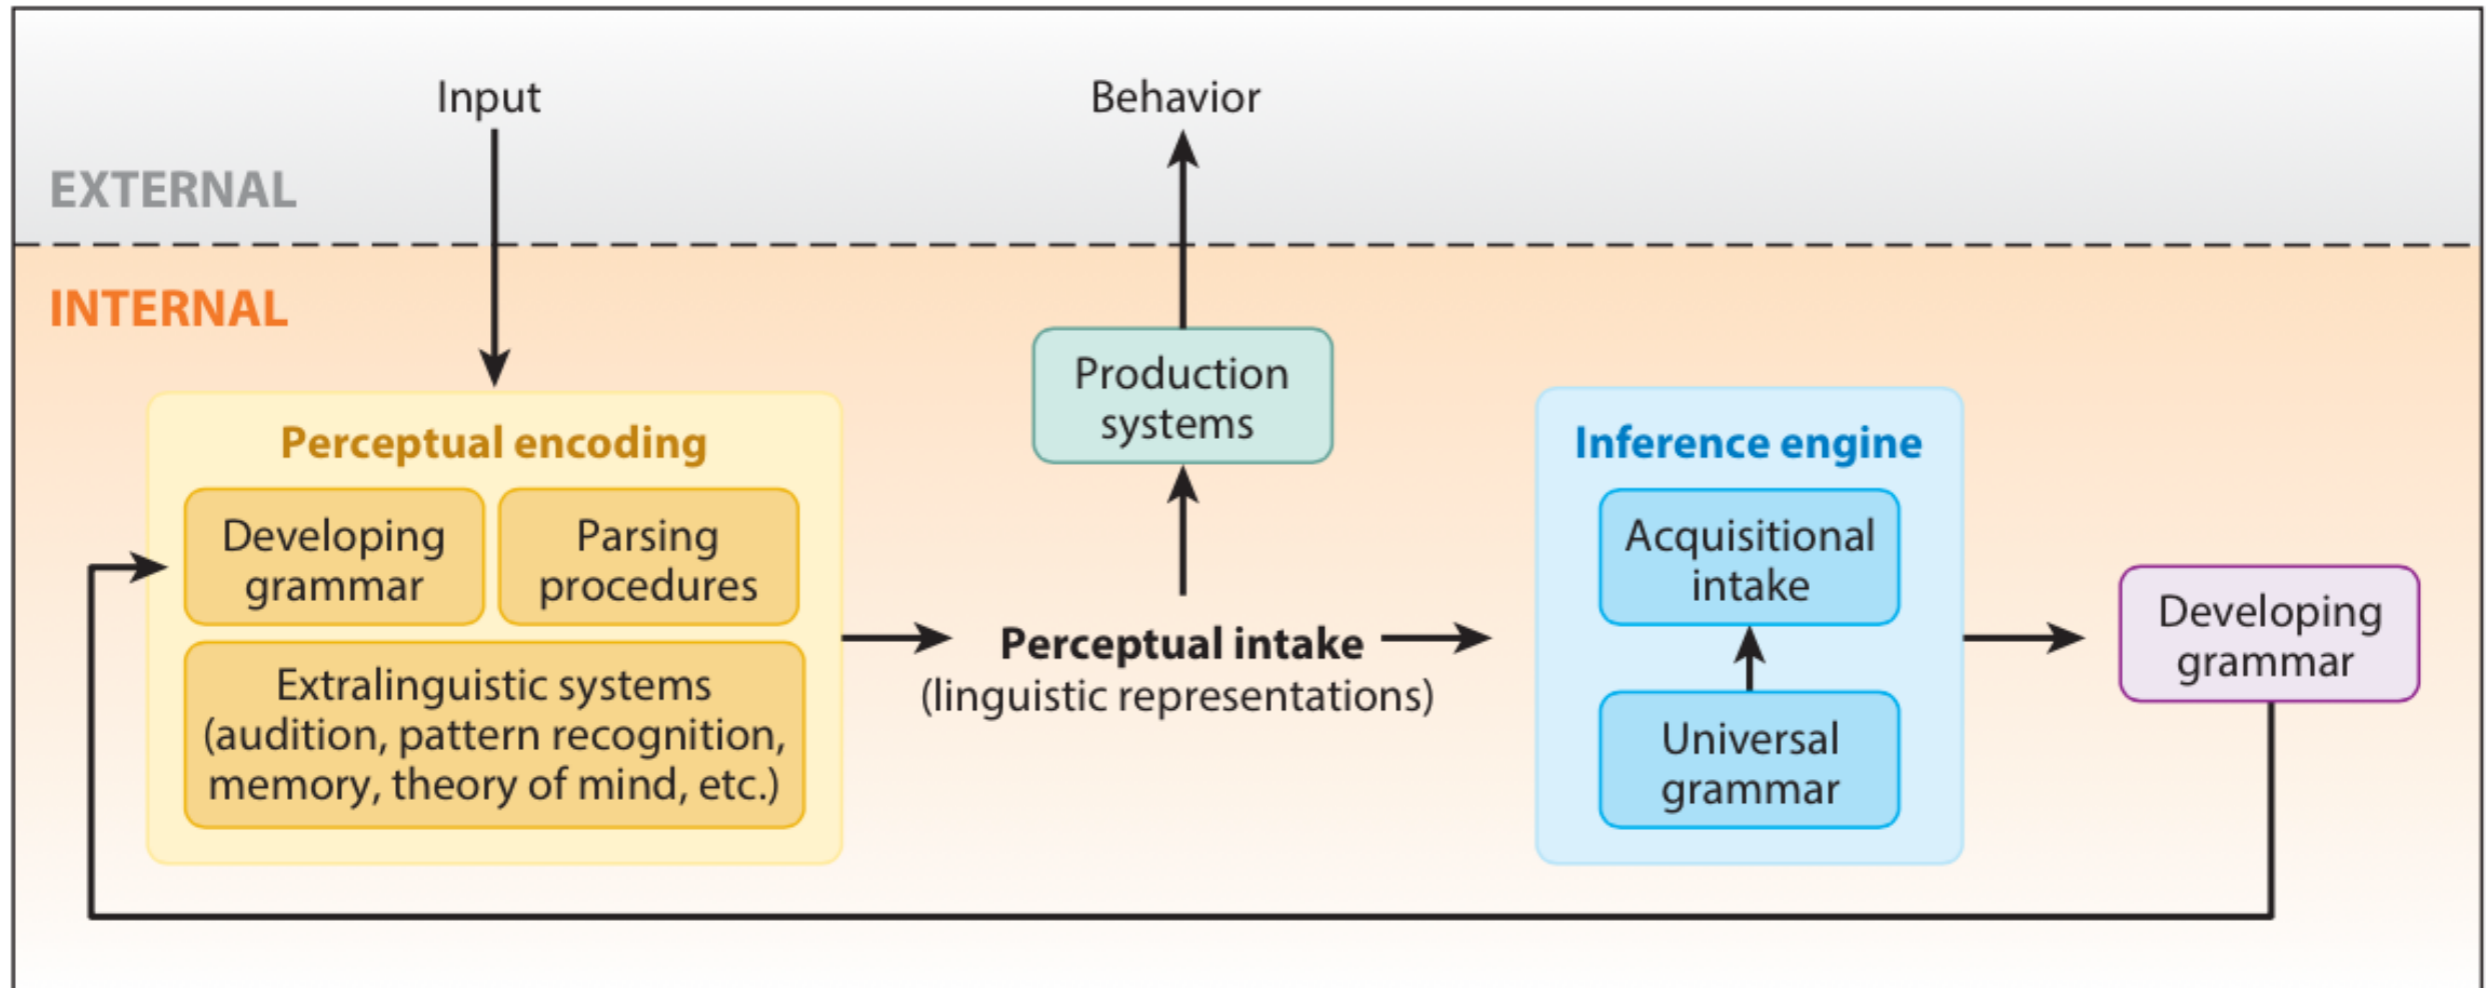 Input
Behavior
EXTERNAL
INTERNAL
Perceptual encoding
Developing
grammar
Parsing
procedures
Extralinguistic systems
(audition, pattern recognition,
memory, theory of mind, etc.)
Production
systems
Perceptual intake
(linguistic representations)
Inference engine
Acquisitional
intake
Universal
grammar
Developing
grammar